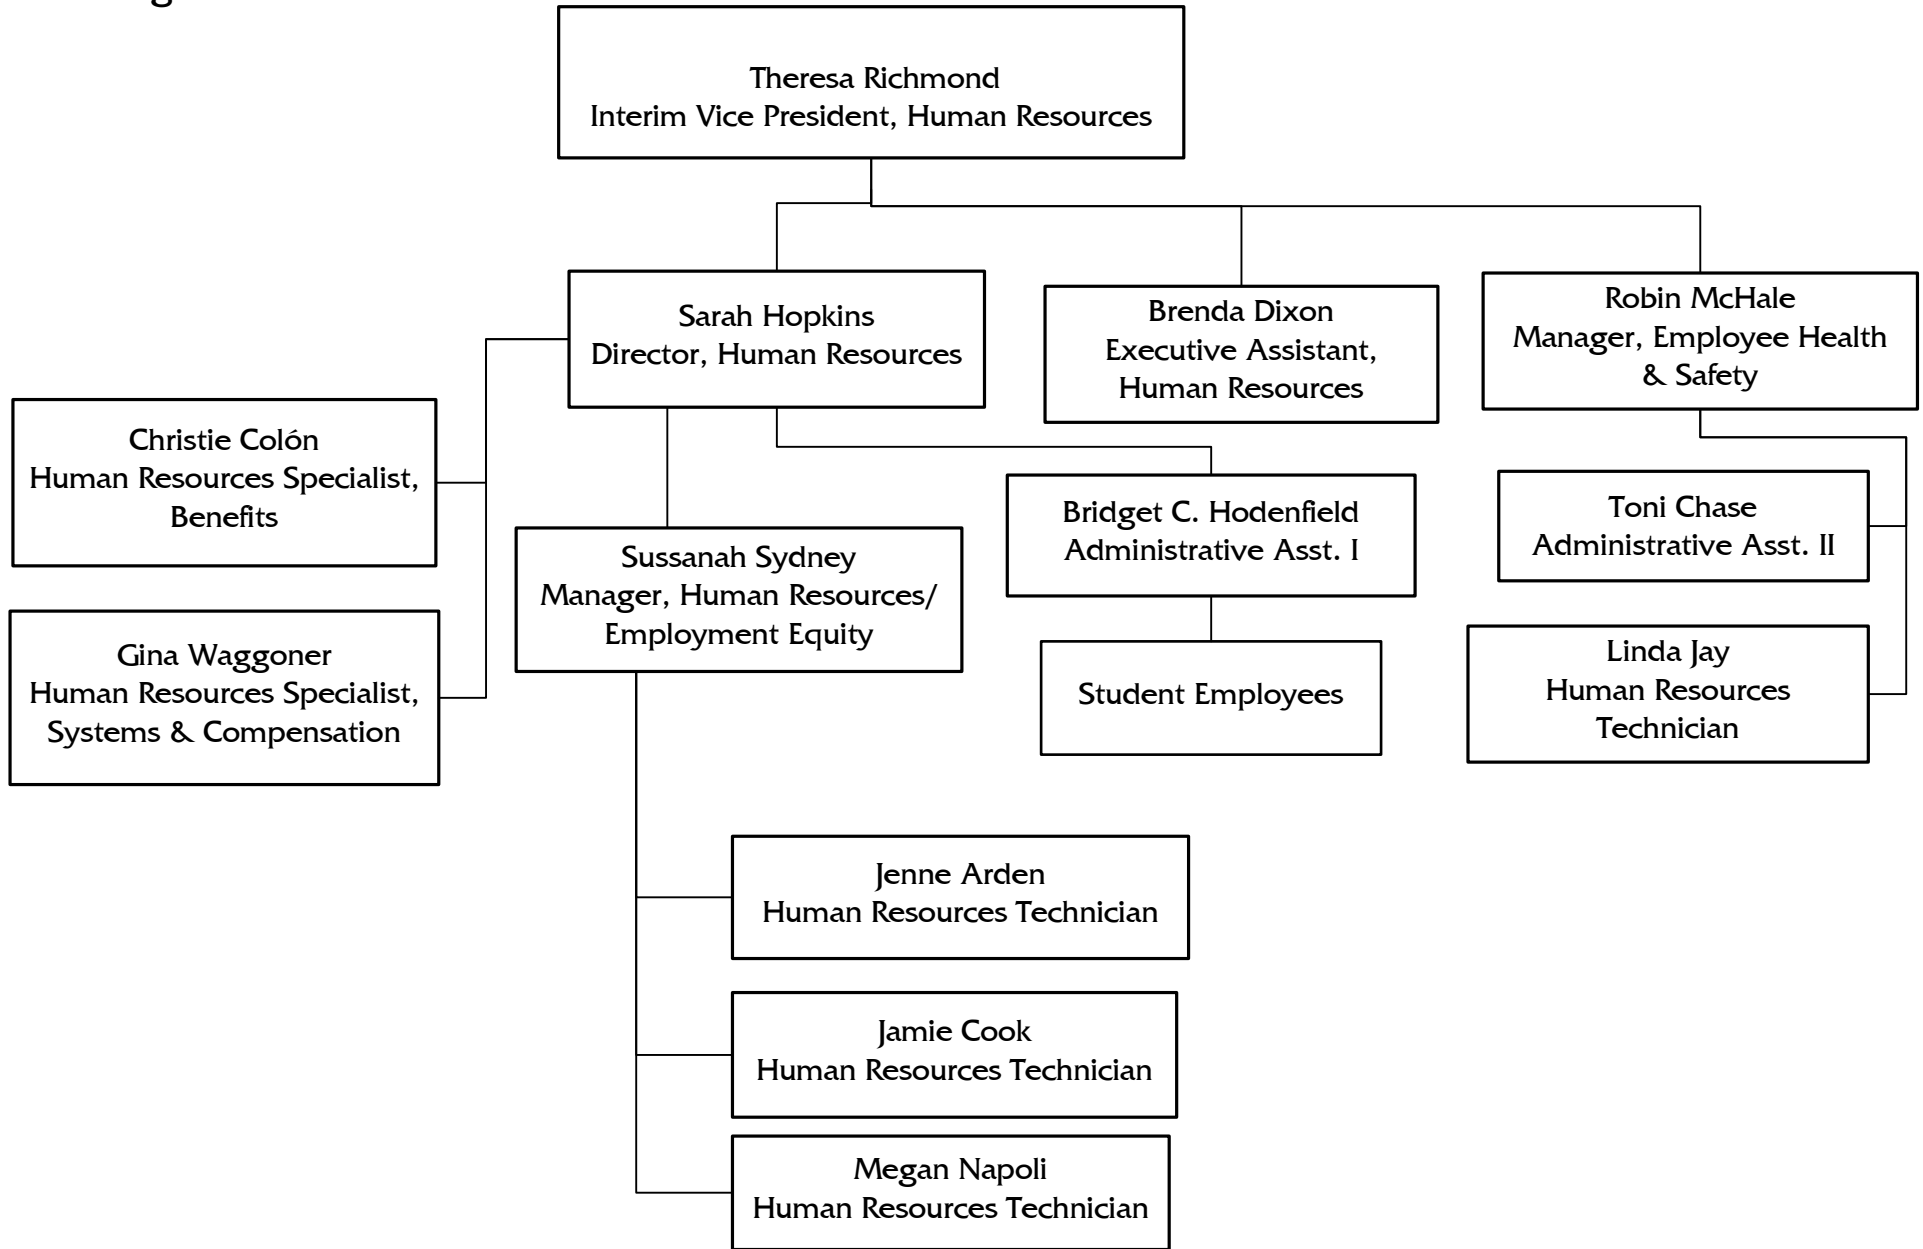 Theresa Richmond
Interim Vice President, Human Resources
Sarah Hopkins
Director, Human Resources
Brenda Dixon
Executive Assistant,
Human Resources
Robin McHale
Manager, Employee Health
& Safety
Christie Colón
Human Resources Specialist,
Benefits
Gina Waggoner
Human Resources Specialist,
Systems & Compensation
Sussanah Sydney
Manager, Human Resources/
Employment Equity
Bridget C. Hodenfield
Administrative Asst. I
Student Employees
Toni Chase
Administrative Asst. II
Linda Jay
Human Resources
Technician
Jenne Arden
Human Resources Technician
Jamie Cook
Human Resources Technician
Megan Napoli
Human Resources Technician